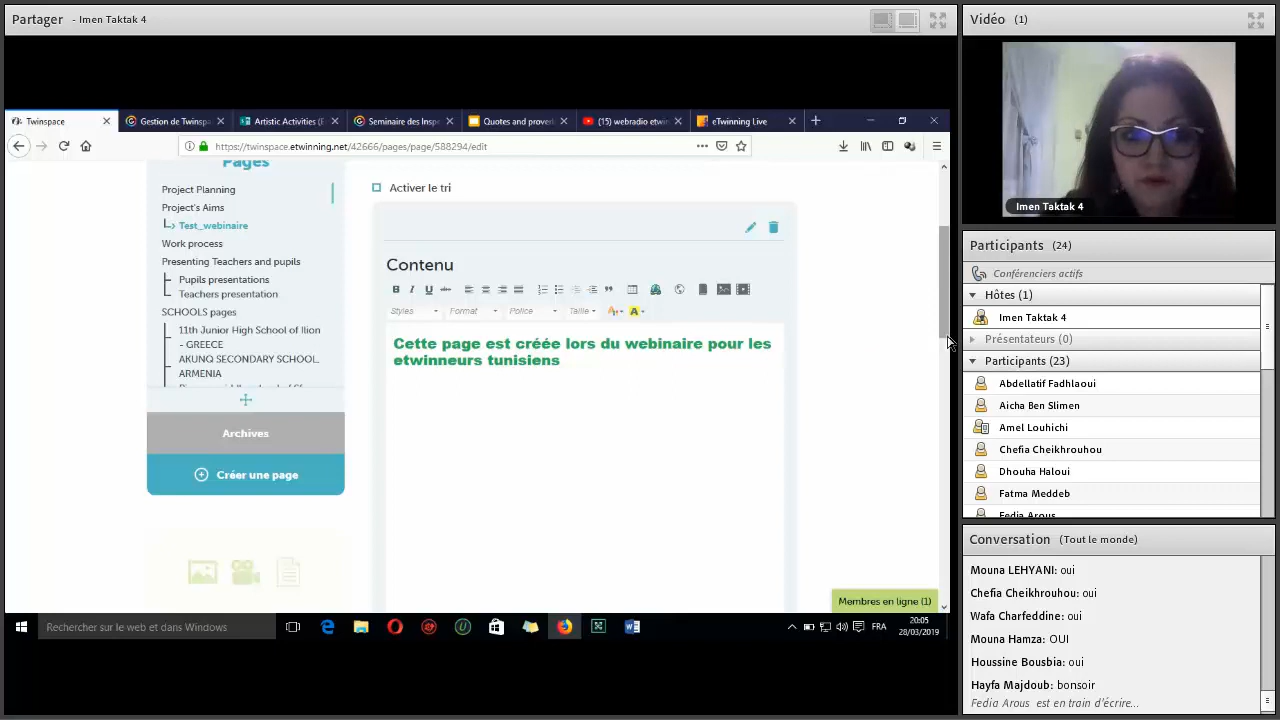 Partager - Imen Taktak 4
Twinspace
Gestion de Twinspa
Artistic Activities (F
Seminaire des Insp
Quotes and proverb
(15) webradio etwin
eTwinning Live
https://twinspace.etwinning.net/42666/pages/page/588294/edit
Pages
Project Planning
Project's Aims
Test_webinaire
Work process
Presenting Teachers and pupils
Pupils presentations
Teachers presentation
SCHOOLS pages
11th Junior High School of Ilion
- GREECE
AKUNQ SECONDARY SCHOOL,
ARMENIA
Archives
Créer une page
Activer le tri
Contenu
B I U abc
Styles Format Police Taille A A
Cette page est créée lors du webinaire pour les
etwinneurs tunisiens
Membres en ligne (1)
Rechercher sur le web et dans Windows
FRA
20:05
28/03/2019
Vidéo (1)
Imen Taktak 4
Participants (24)
Conférenciers actifs
Hôtes (1)
Imen Taktak 4
Présentateurs (0)
Participants (23)
Abdellatif Fadhlaoui
Aicha Ben Slimen
Amel Louhichi
Chefia Cheikhrouhou
Dhouha Haloui
Fatma Meddeb
Fedia Arous
Conversation (Tout le monde)
Mouna LEHYANI: oui
Chefia Cheikhrouhou: oui
Wafa Charfeddine: oui
Mouna Hamza: OUI
Houssine Bousbia: oui
Hayfa Majdoub: bonsoir
Fedia Arous est en train d'écrire...